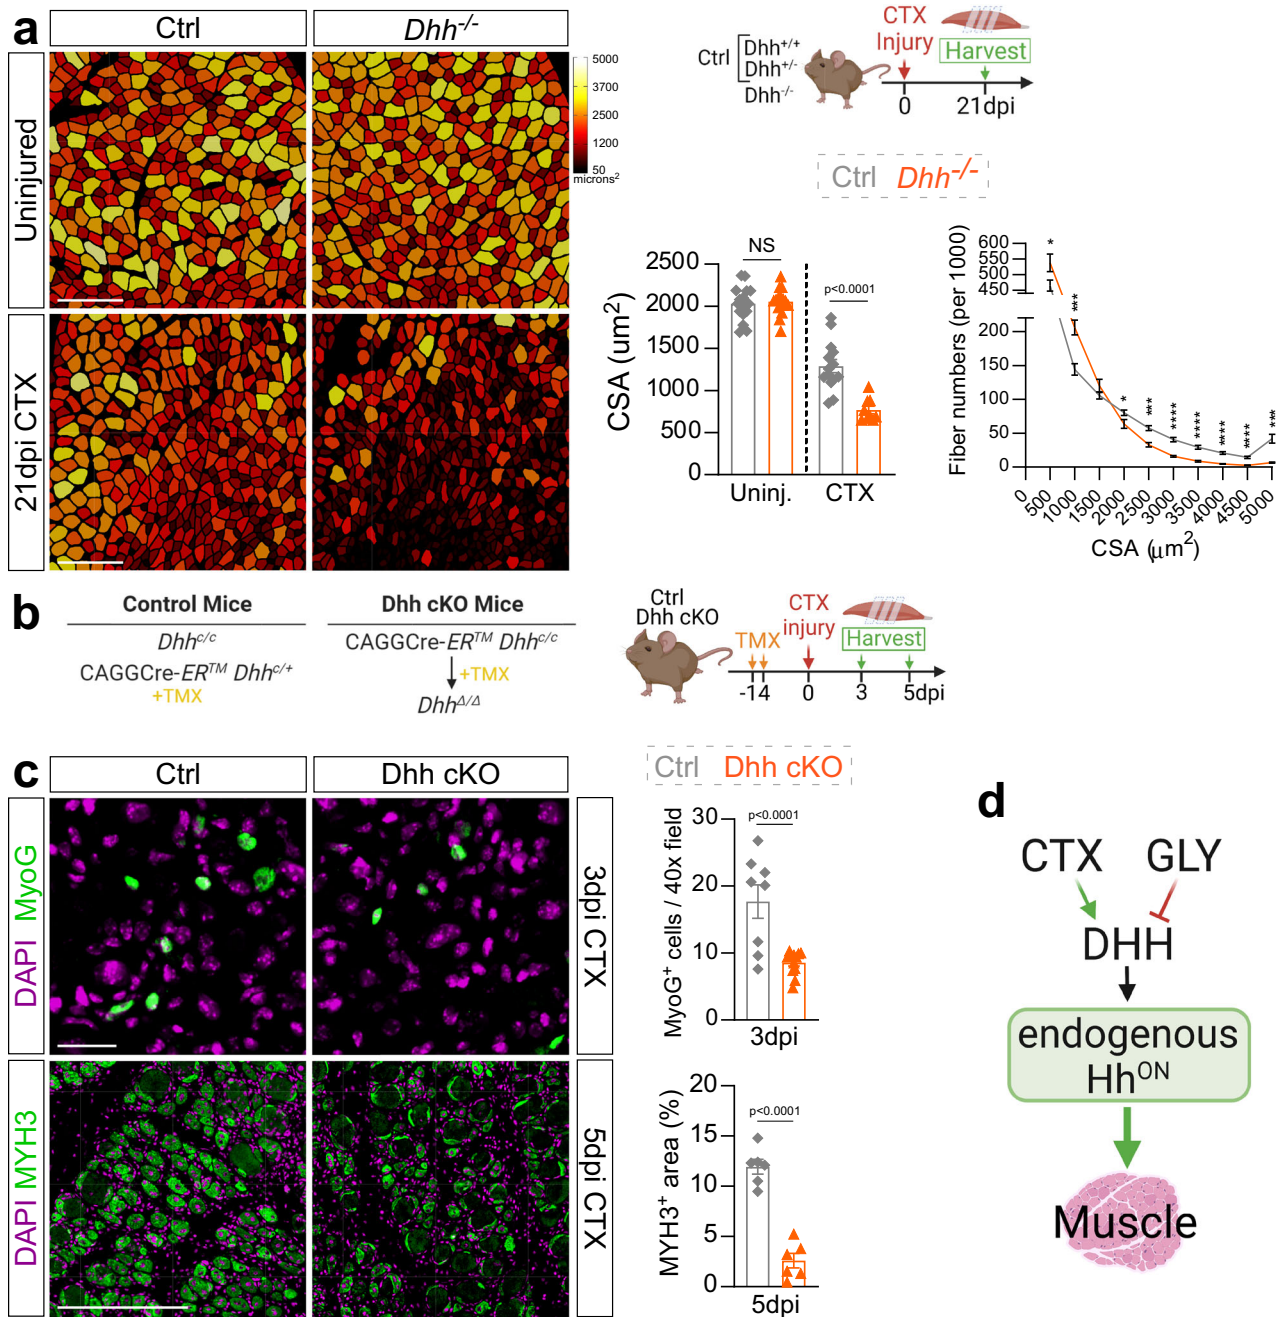 a
Ctrl
Dhh-/-
Uninjured
21dpi CTX
5000
3700
2500
1200
50
microns²
Ctrl
Dhh+/+
Dhh+/-
Dhh-/-
CTX
Injury
Harvest
0
21dpi
Ctrl Dhh-/-
CSA (um²)
2500
2000
1500
1000
500
0
NS
p<0.0001
Uninj.
CTX
Fiber numbers (per 1000)
600
550
500
450
200
150
100
50
0
*
***
*
***
****
****
****
****
***
0
500
1000
1500
2000
2500
3000
3500
4000
4500
5000
CSA (µm²)
b
Control Mice
Dhhc/c
CAGGCre-ERTM Dhhc/+
+TMX
Dhh cKO Mice
CAGGCre-ERTM Dhhc/c
+TMX
DhhΔ/Δ
Ctrl
Dhh cKO
TMX
CTX
injury
Harvest
-14
0
3
5dpi
c
Ctrl
Dhh cKO
DAPI MyoG
3dpi CTX
DAPI MYH3
5dpi CTX
Ctrl Dhh cKO
MyoG+ cells / 40x field
30
20
10
0
p<0.0001
3dpi
MYH3+ area (%)
20
15
10
5
0
p<0.0001
5dpi
d
CTX
GLY
DHH
endogenous
HhON
Muscle